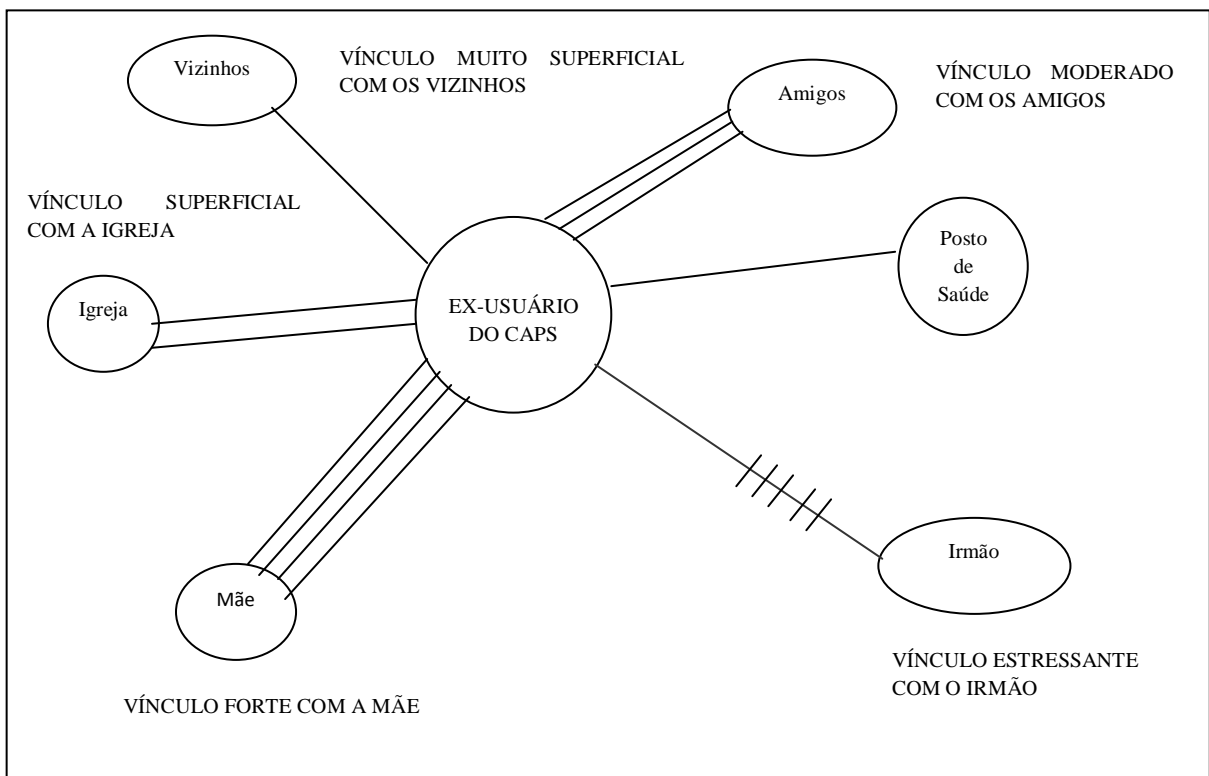 Vizinhos
VÍNCULO MUITO SUPERFICIAL
COM OS VIZINHOS
Amigos
VÍNCULO MODERADO
COM OS AMIGOS
VÍNCULO SUPERFICIAL
COM A IGREJA
Igreja
EX-USUÁRIO
DO CAPS
Posto
de
Saúde
Mãe
VÍNCULO FORTE COM A MÃE
Irmão
VÍNCULO ESTRESSANTE
COM O IRMÃO